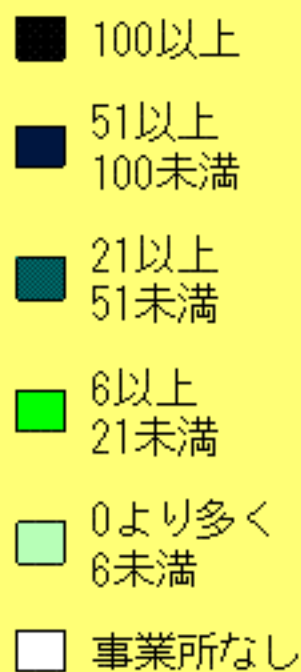 100以上
51以上
100未満
21以上
51未満
6以上
21未満
0より多く
6未満
事業所なし